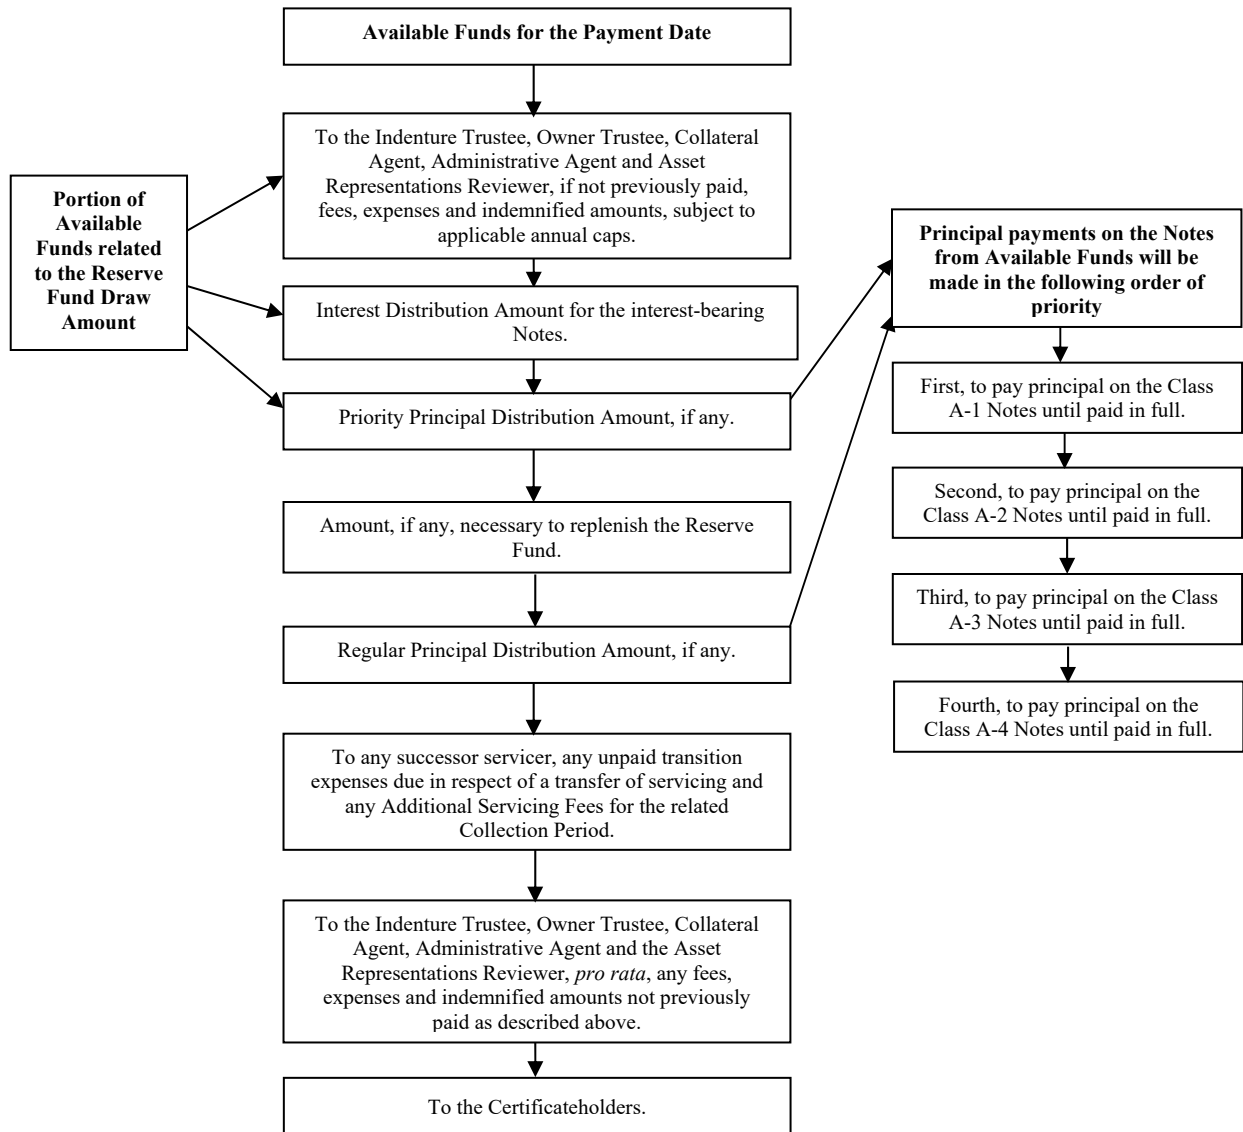 Available Funds for the Payment Date
To the Indenture Trustee, Owner Trustee, Collateral
Agent, Administrative Agent and Asset
Representations Reviewer, if not previously paid,
fees, expenses and indemnified amounts, subject to
applicable annual caps.
Portion of
Available
Funds related
to the Reserve
Fund Draw
Amount
Interest Distribution Amount for the interest-bearing
Notes.
Priority Principal Distribution Amount, if any.
Amount, if any, necessary to replenish the Reserve
Fund.
Regular Principal Distribution Amount, if any.
To any successor servicer, any unpaid transition
expenses due in respect of a transfer of servicing and
any Additional Servicing Fees for the related
Collection Period.
To the Indenture Trustee, Owner Trustee, Collateral
Agent, Administrative Agent and the Asset
Representations Reviewer, pro rata, any fees,
expenses and indemnified amounts not previously
paid as described above.
To the Certificateholders.
Principal payments on the Notes
from Available Funds will be
made in the following order of
priority
First, to pay principal on the Class
A-1 Notes until paid in full.
Second, to pay principal on the
Class A-2 Notes until paid in full.
Third, to pay principal on the Class
A-3 Notes until paid in full.
Fourth, to pay principal on the
Class A-4 Notes until paid in full.